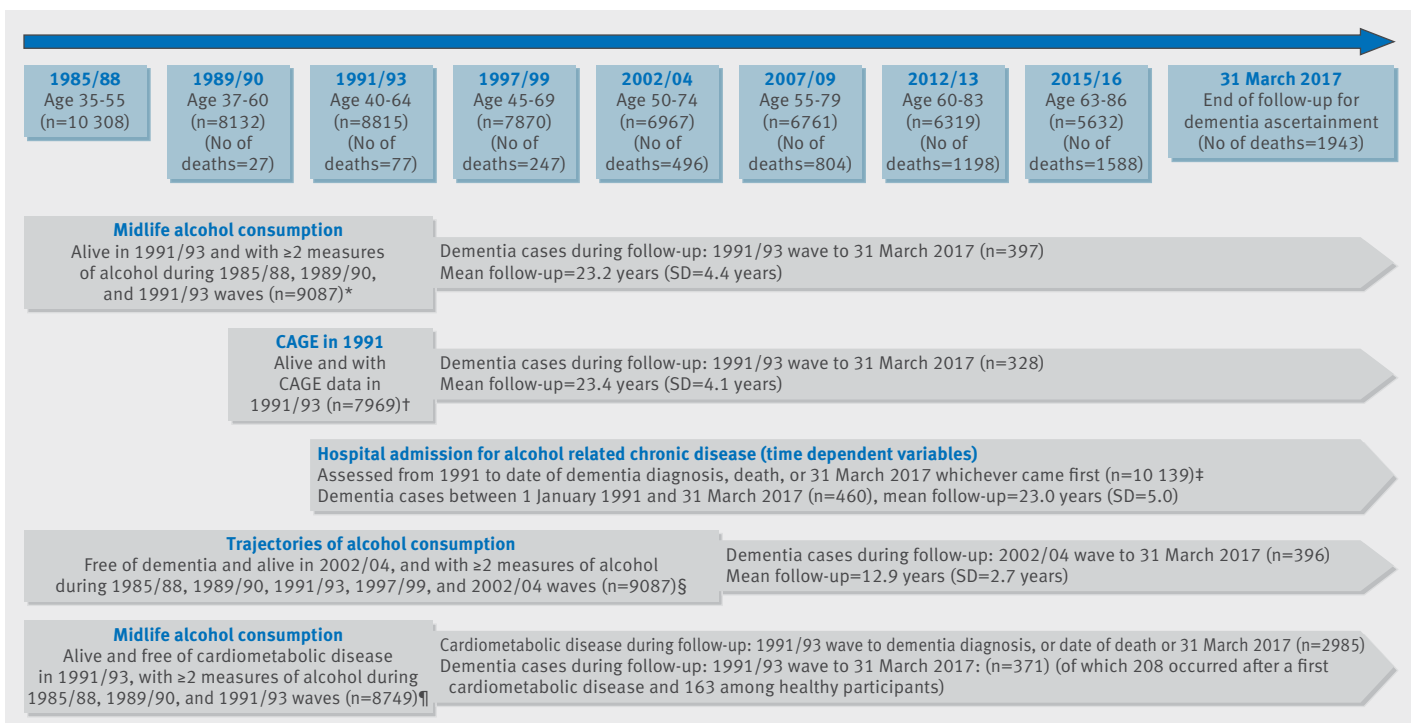 1985/88
Age 35-55
(n=10 308)
1989/90
Age 37-60
(n=8132)
(No of
deaths=27)
1991/93
Age 40-64
(n=8815)
(No of
deaths=77)
1997/99
Age 45-69
(n=7870)
(No of
deaths=247)
2002/04
Age 50-74
(n=6967)
(No of
deaths=496)
2007/09
Age 55-79
(n=6761)
(No of
deaths=804)
2012/13
Age 60-83
(n=6319)
(No of
deaths=1198)
2015/16
Age 63-86
(n=5632)
(No of
deaths=1588)
31 March 2017
End of follow-up for
dementia ascertainment
(No of deaths=1943)
Midlife alcohol consumption
Alive in 1991/93 and with ≥2 measures
of alcohol during 1985/88, 1989/90,
and 1991/93 waves (n=9087)*
Dementia cases during follow-up: 1991/93 wave to 31 March 2017 (n=397)
Mean follow-up=23.2 years (SD=4.4 years)
CAGE in 1991
Alive and with
CAGE data in
1991/93 (n=7969)†
Dementia cases during follow-up: 1991/93 wave to 31 March 2017 (n=328)
Mean follow-up=23.4 years (SD=4.1 years)
Hospital admission for alcohol related chronic disease (time dependent variables)
Assessed from 1991 to date of dementia diagnosis, death, or 31 March 2017 whichever came first (n=10 139)‡
Dementia cases between 1 January 1991 and 31 March 2017 (n=460), mean follow-up=23.0 years (SD=5.0)
Trajectories of alcohol consumption
Free of dementia and alive in 2002/04, and with ≥2 measures of alcohol
during 1985/88, 1989/90, 1991/93, 1997/99, and 2002/04 waves (n=9087)§
Dementia cases during follow-up: 2002/04 wave to 31 March 2017 (n=396)
Mean follow-up=12.9 years (SD=2.7 years)
Midlife alcohol consumption
Alive and free of cardiometabolic disease
in 1991/93, with ≥2 measures of alcohol during
1985/88, 1989/90, and 1991/93 waves (n=8749)¶
Cardiometabolic disease during follow-up: 1991/93 wave to dementia diagnosis, or date of death or 31 March 2017 (n=2985)
Dementia cases during follow-up: 1991/93 wave to 31 March 2017: (n=371) (of which 208 occurred after a first
cardiometabolic disease and 163 among healthy participants)